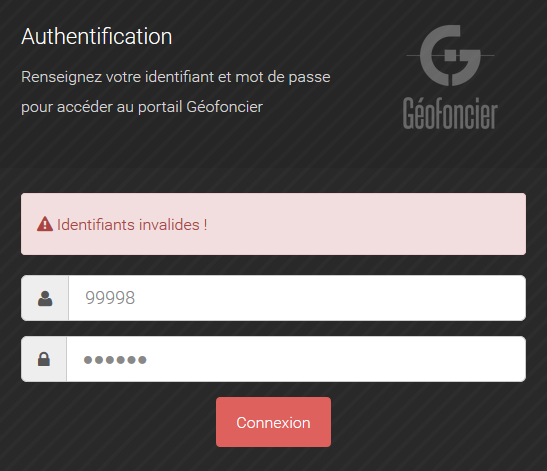 Authentification
Renseignez votre identifiant et mot de passe
pour accéder au portail Géofoncier
Géofoncier
Identifiants invalides !
99998
••••••
Connexion